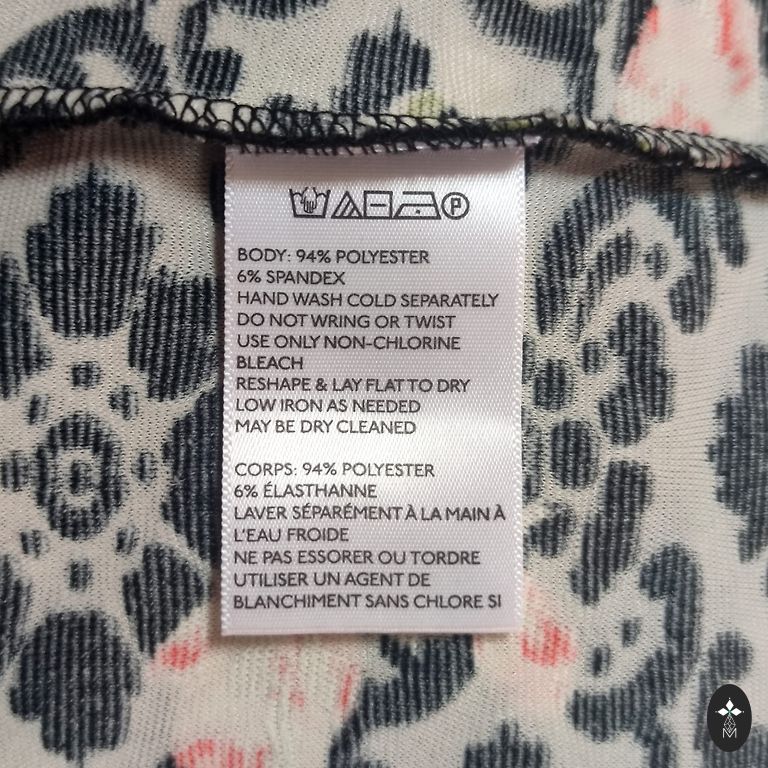 P
BODY: 94% POLYESTER
6% SPANDEX
HAND WASH COLD SEPARATELY
DO NOT WRING OR TWIST
USE ONLY NON-CHLORINE
BLEACH
RESHAPE & LAY FLAT TO DRY
LOW IRON AS NEEDED
MAY BE DRY CLEANED
CORPS: 94% POLYESTER
6% ÉLASTHANNE
LAVER SÉPARÉMENT À LA MAIN À
L'EAU FROIDE
NE PAS ESSORER OU TORDRE
UTILISER UN AGENT DE
BLANCHIMENT SANS CHLORE SI
M